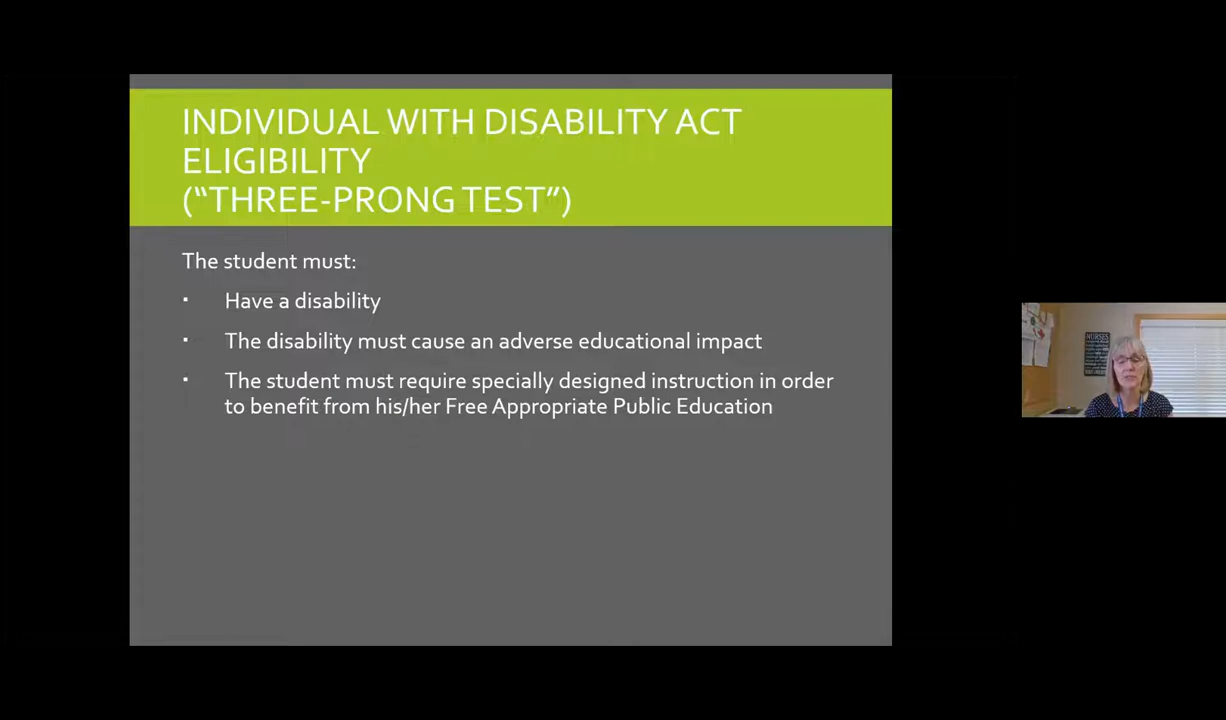 INDIVIDUAL WITH DISABILITY ACT
ELIGIBILITY
(“THREE-PRONG TEST”)
The student must:
▪ Have a disability
▪ The disability must cause an adverse educational impact
▪ The student must require specially designed instruction in order
to benefit from his/her Free Appropriate Public Education
NURSES